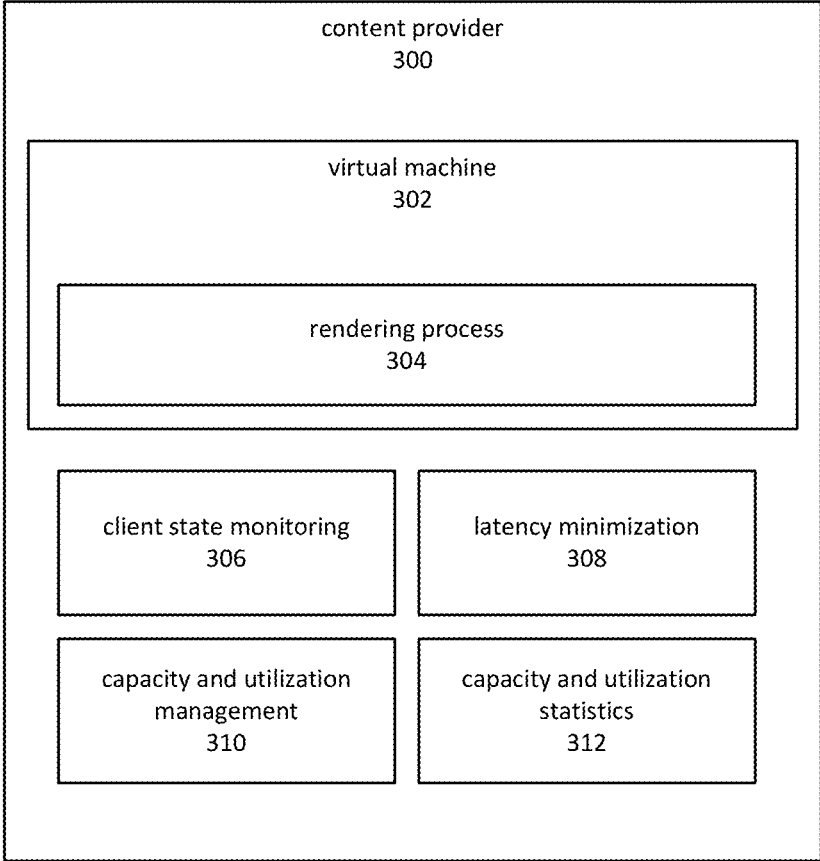 content provider
300
virtual machine
302
rendering process
304
client state monitoring
306
latency minimization
308
capacity and utilization
management
310
capacity and utilization
statistics
312